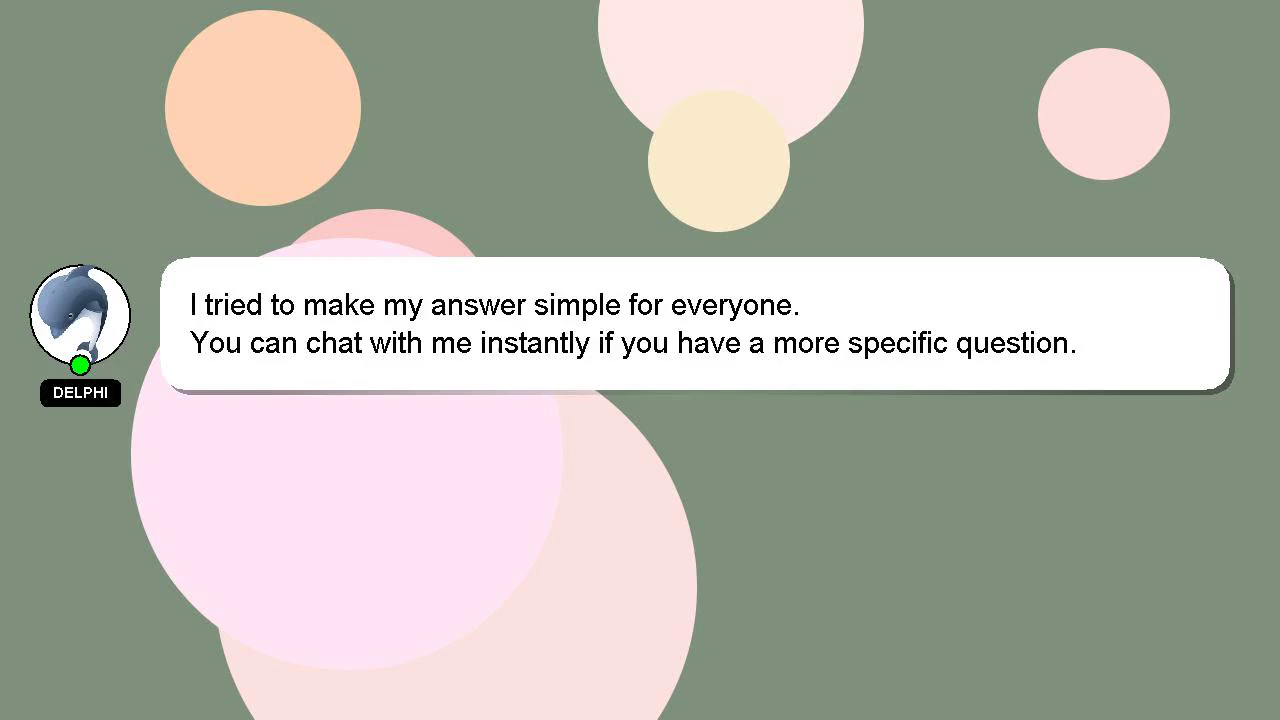 I tried to make my answer simple for everyone.
You can chat with me instantly if you have a more specific question.
DELPHI